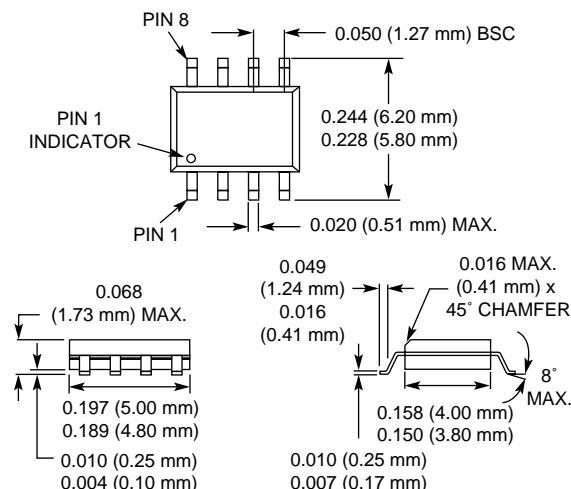 PIN 8
0.050 (1.27 mm) BSC
PIN 1
INDICATOR
0.244 (6.20 mm)
0.228 (5.80 mm)
PIN 1
0.020 (0.51 mm) MAX.
0.068
(1.73 mm) MAX.
0.197 (5.00 mm)
0.189 (4.80 mm)
0.010 (0.25 mm)
0.004 (0.10 mm)
0.049
(1.24 mm)
0.016
(0.41 mm)
0.016 MAX.
(0.41 mm) x
45° CHAMFER
8°
MAX.
0.158 (4.00 mm)
0.150 (3.80 mm)
0.010 (0.25 mm)
0.007 (0.17 mm)